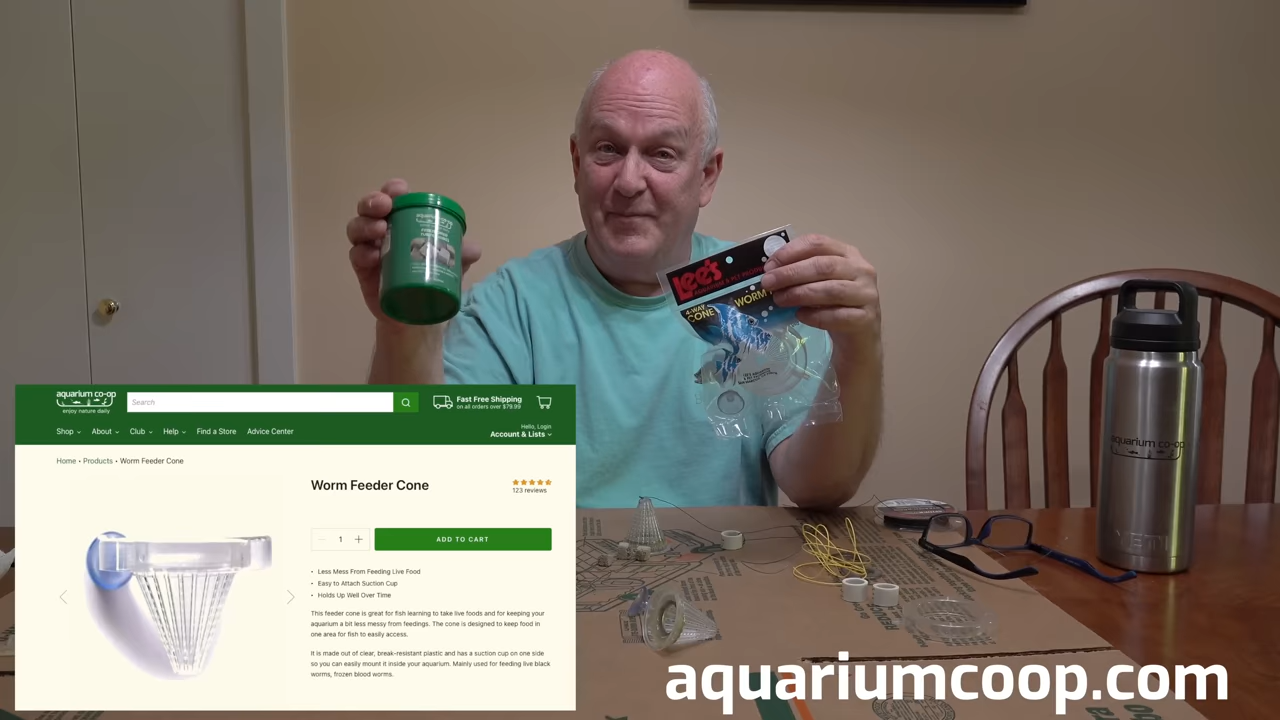 aquarium
Lee's
4-WAY
CONE
WORM
aquarium co-op
YETI
aquarium co-op
enjoy nature daily
Search
Fast Free Shipping
on all orders over $79.99
Shop
About
Club
Help
Find a Store
Advice Center
Hello, Login
Account & Lists
Home • Products • Worm Feeder Cone
Worm Feeder Cone
123 reviews
1
ADD TO CART
• Less Mess From Feeding Live Food
• Easy to Attach Suction Cup
• Holds Up Well Over Time
This feeder cone is great for fish learning to take live foods and for keeping your
aquarium a bit less messy from feedings. The cone is designed to keep food in
one area for fish to easily access.
It is made out of clear, break-resistant plastic and has a suction cup on one side
so you can easily mount it inside your aquarium. Mainly used for feeding live black
worms, frozen blood worms.
aquariumcoop.com